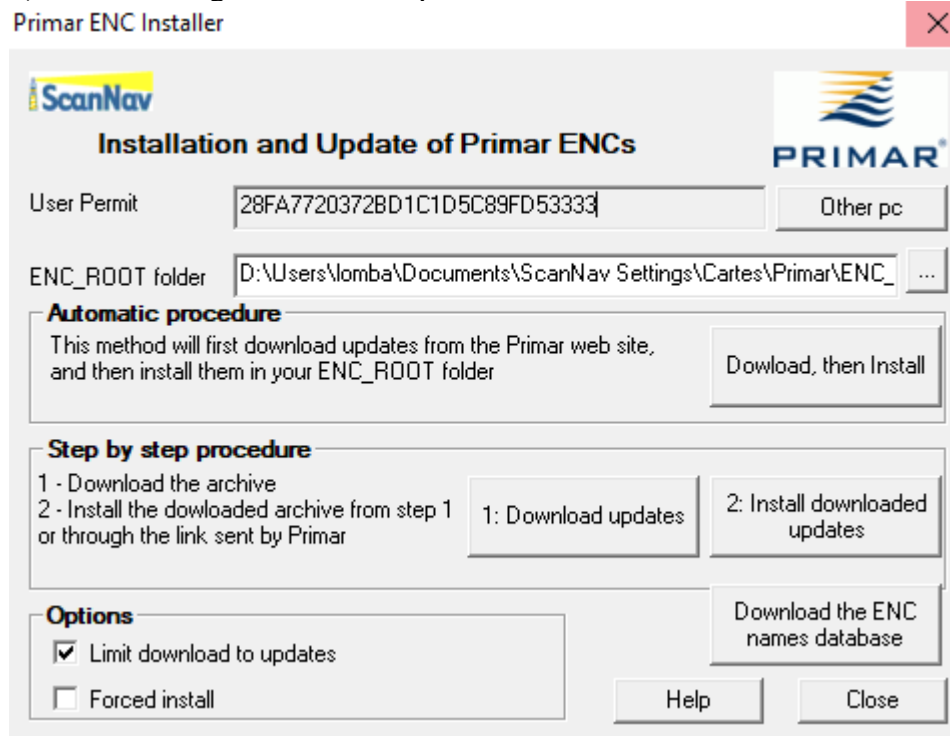 Primar ENC Installer
ScanNav
Installation and Update of Primar ENCs
PRIMAR
User Permit
28FA7720372BD1C1D5C89FD53333
Other pc
ENC_ROOT folder
D:\Users\lomba\Documents\ScanNav Settings\Cartes\Primar\ENC_
...
Automatic procedure
This method will first download updates from the Primar web site,
and then install them in your ENC_ROOT folder
Dowload, then Install
Step by step procedure
1 - Download the archive
2 - Install the dowloaded archive from step 1
or through the link sent by Primar
1: Download updates
2: Install downloaded
updates
Options
Limit download to updates
Forced install
Download the ENC
names database
Help
Close